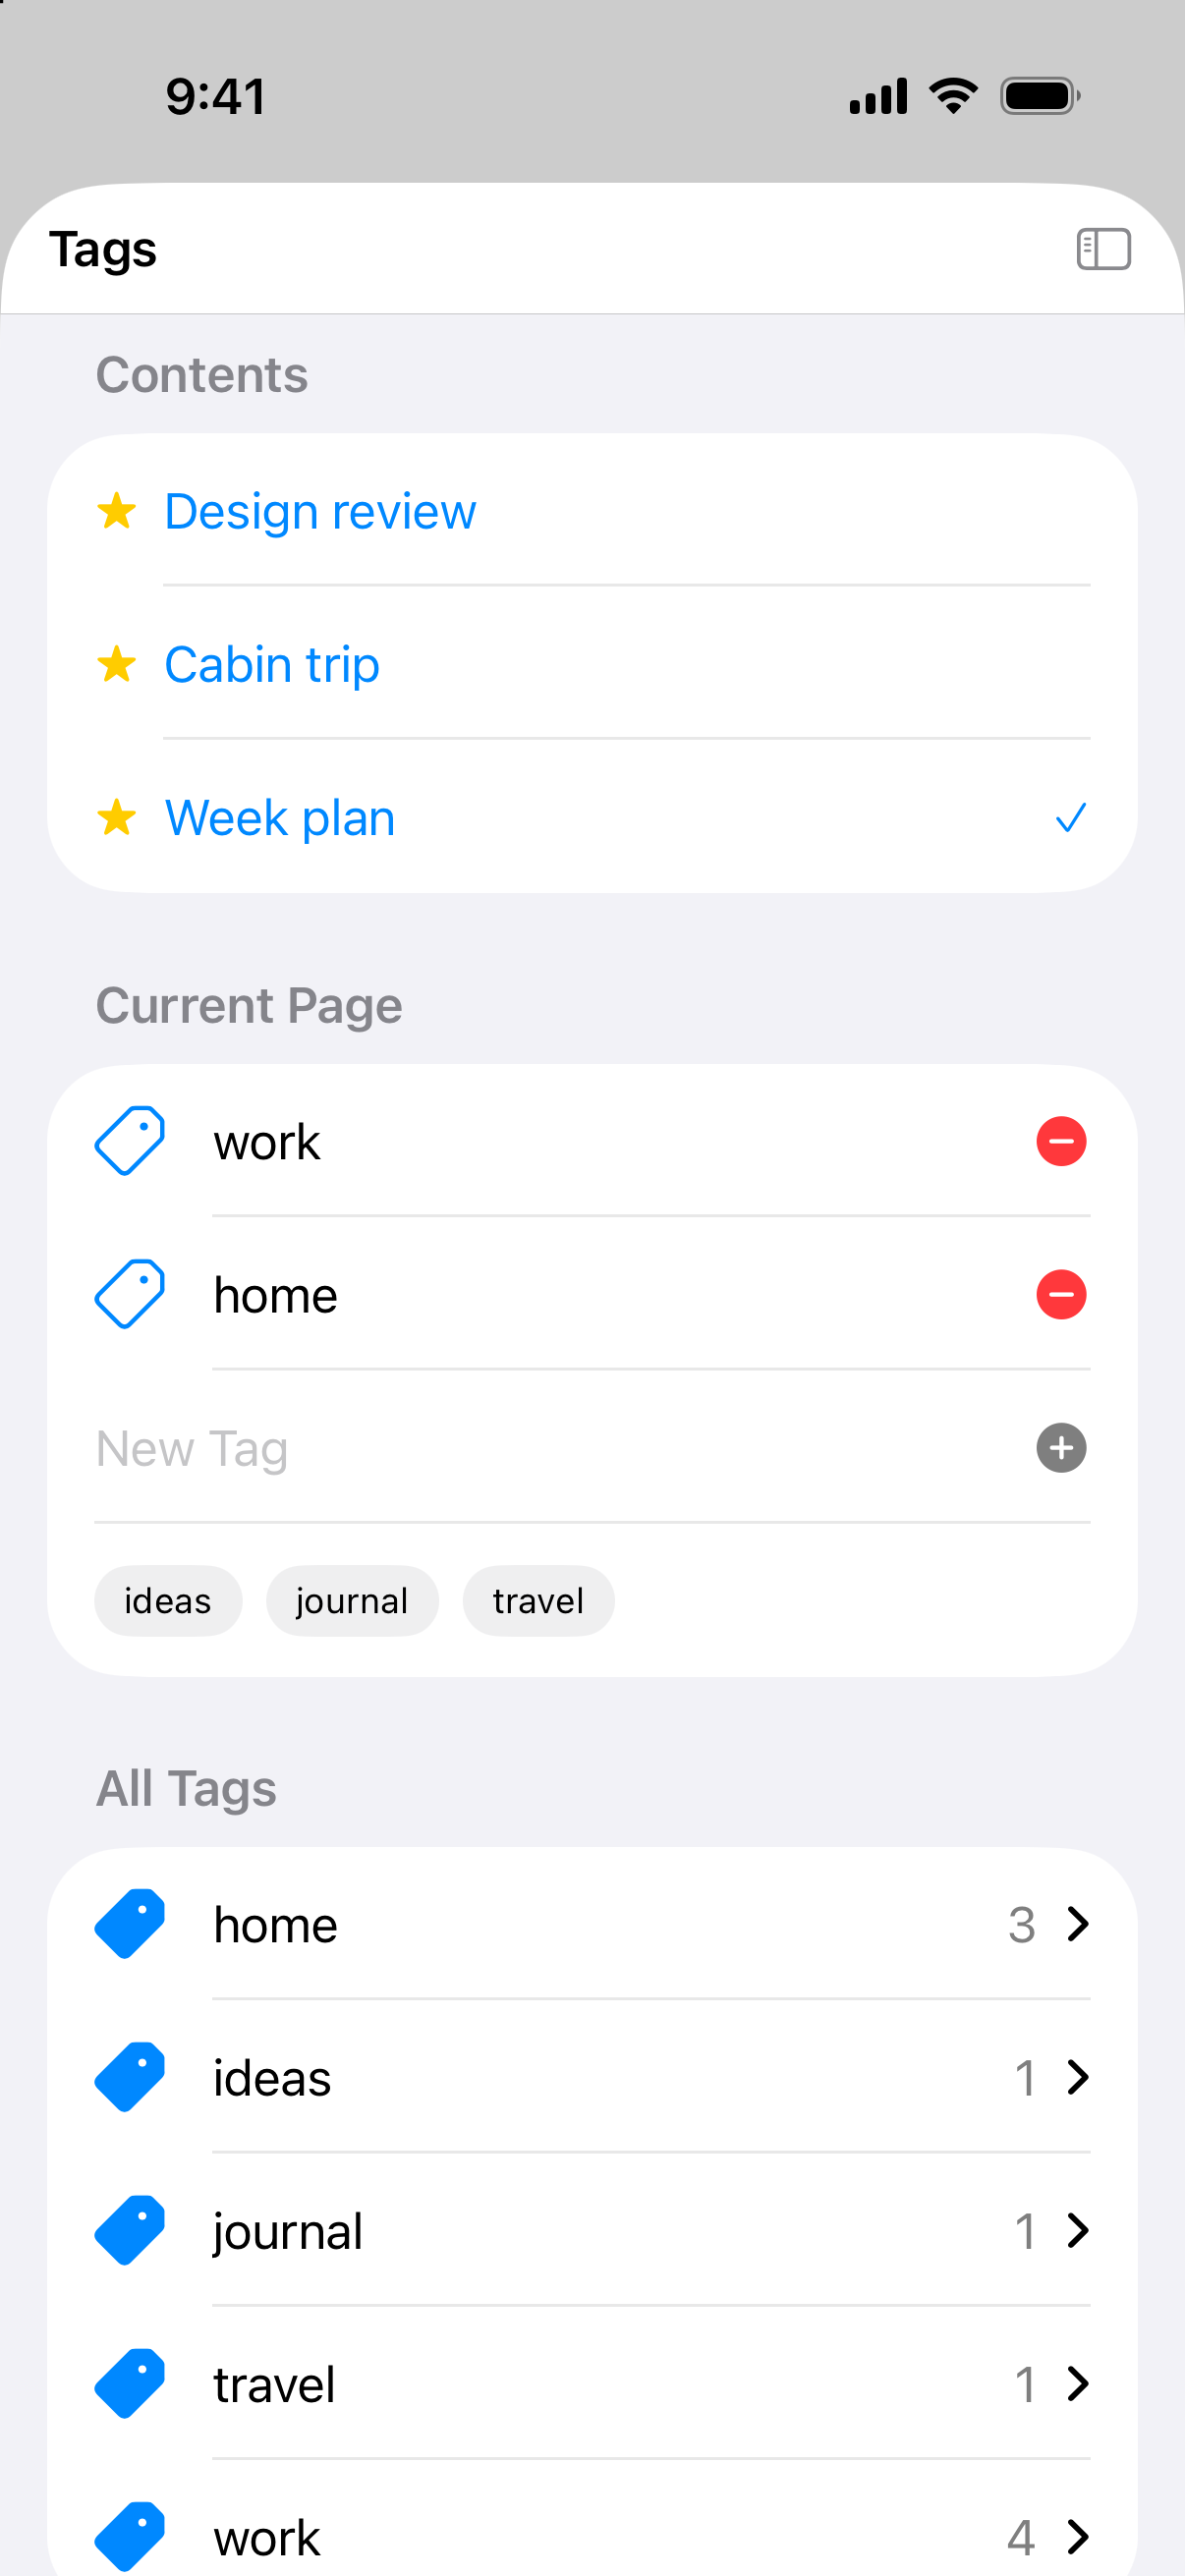 9:41
Tags
Contents
Design review
Cabin trip
Week plan
Current Page
work
home
New Tag
ideas journal travel
All Tags
home 3
ideas 1
journal 1
travel 1
work 4